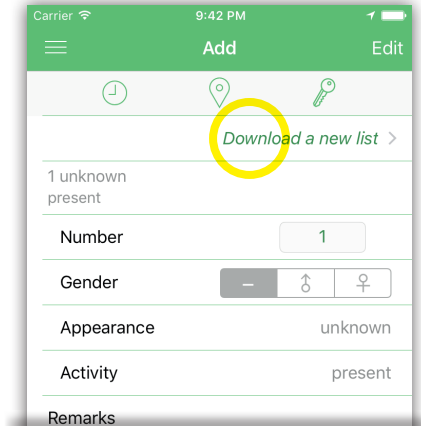 Carrier 9:42 PM
Add Edit
Download a new list >
1 unknown
present
Number 1
Gender – ♂ ♀
Appearance unknown
Activity present
Remarks